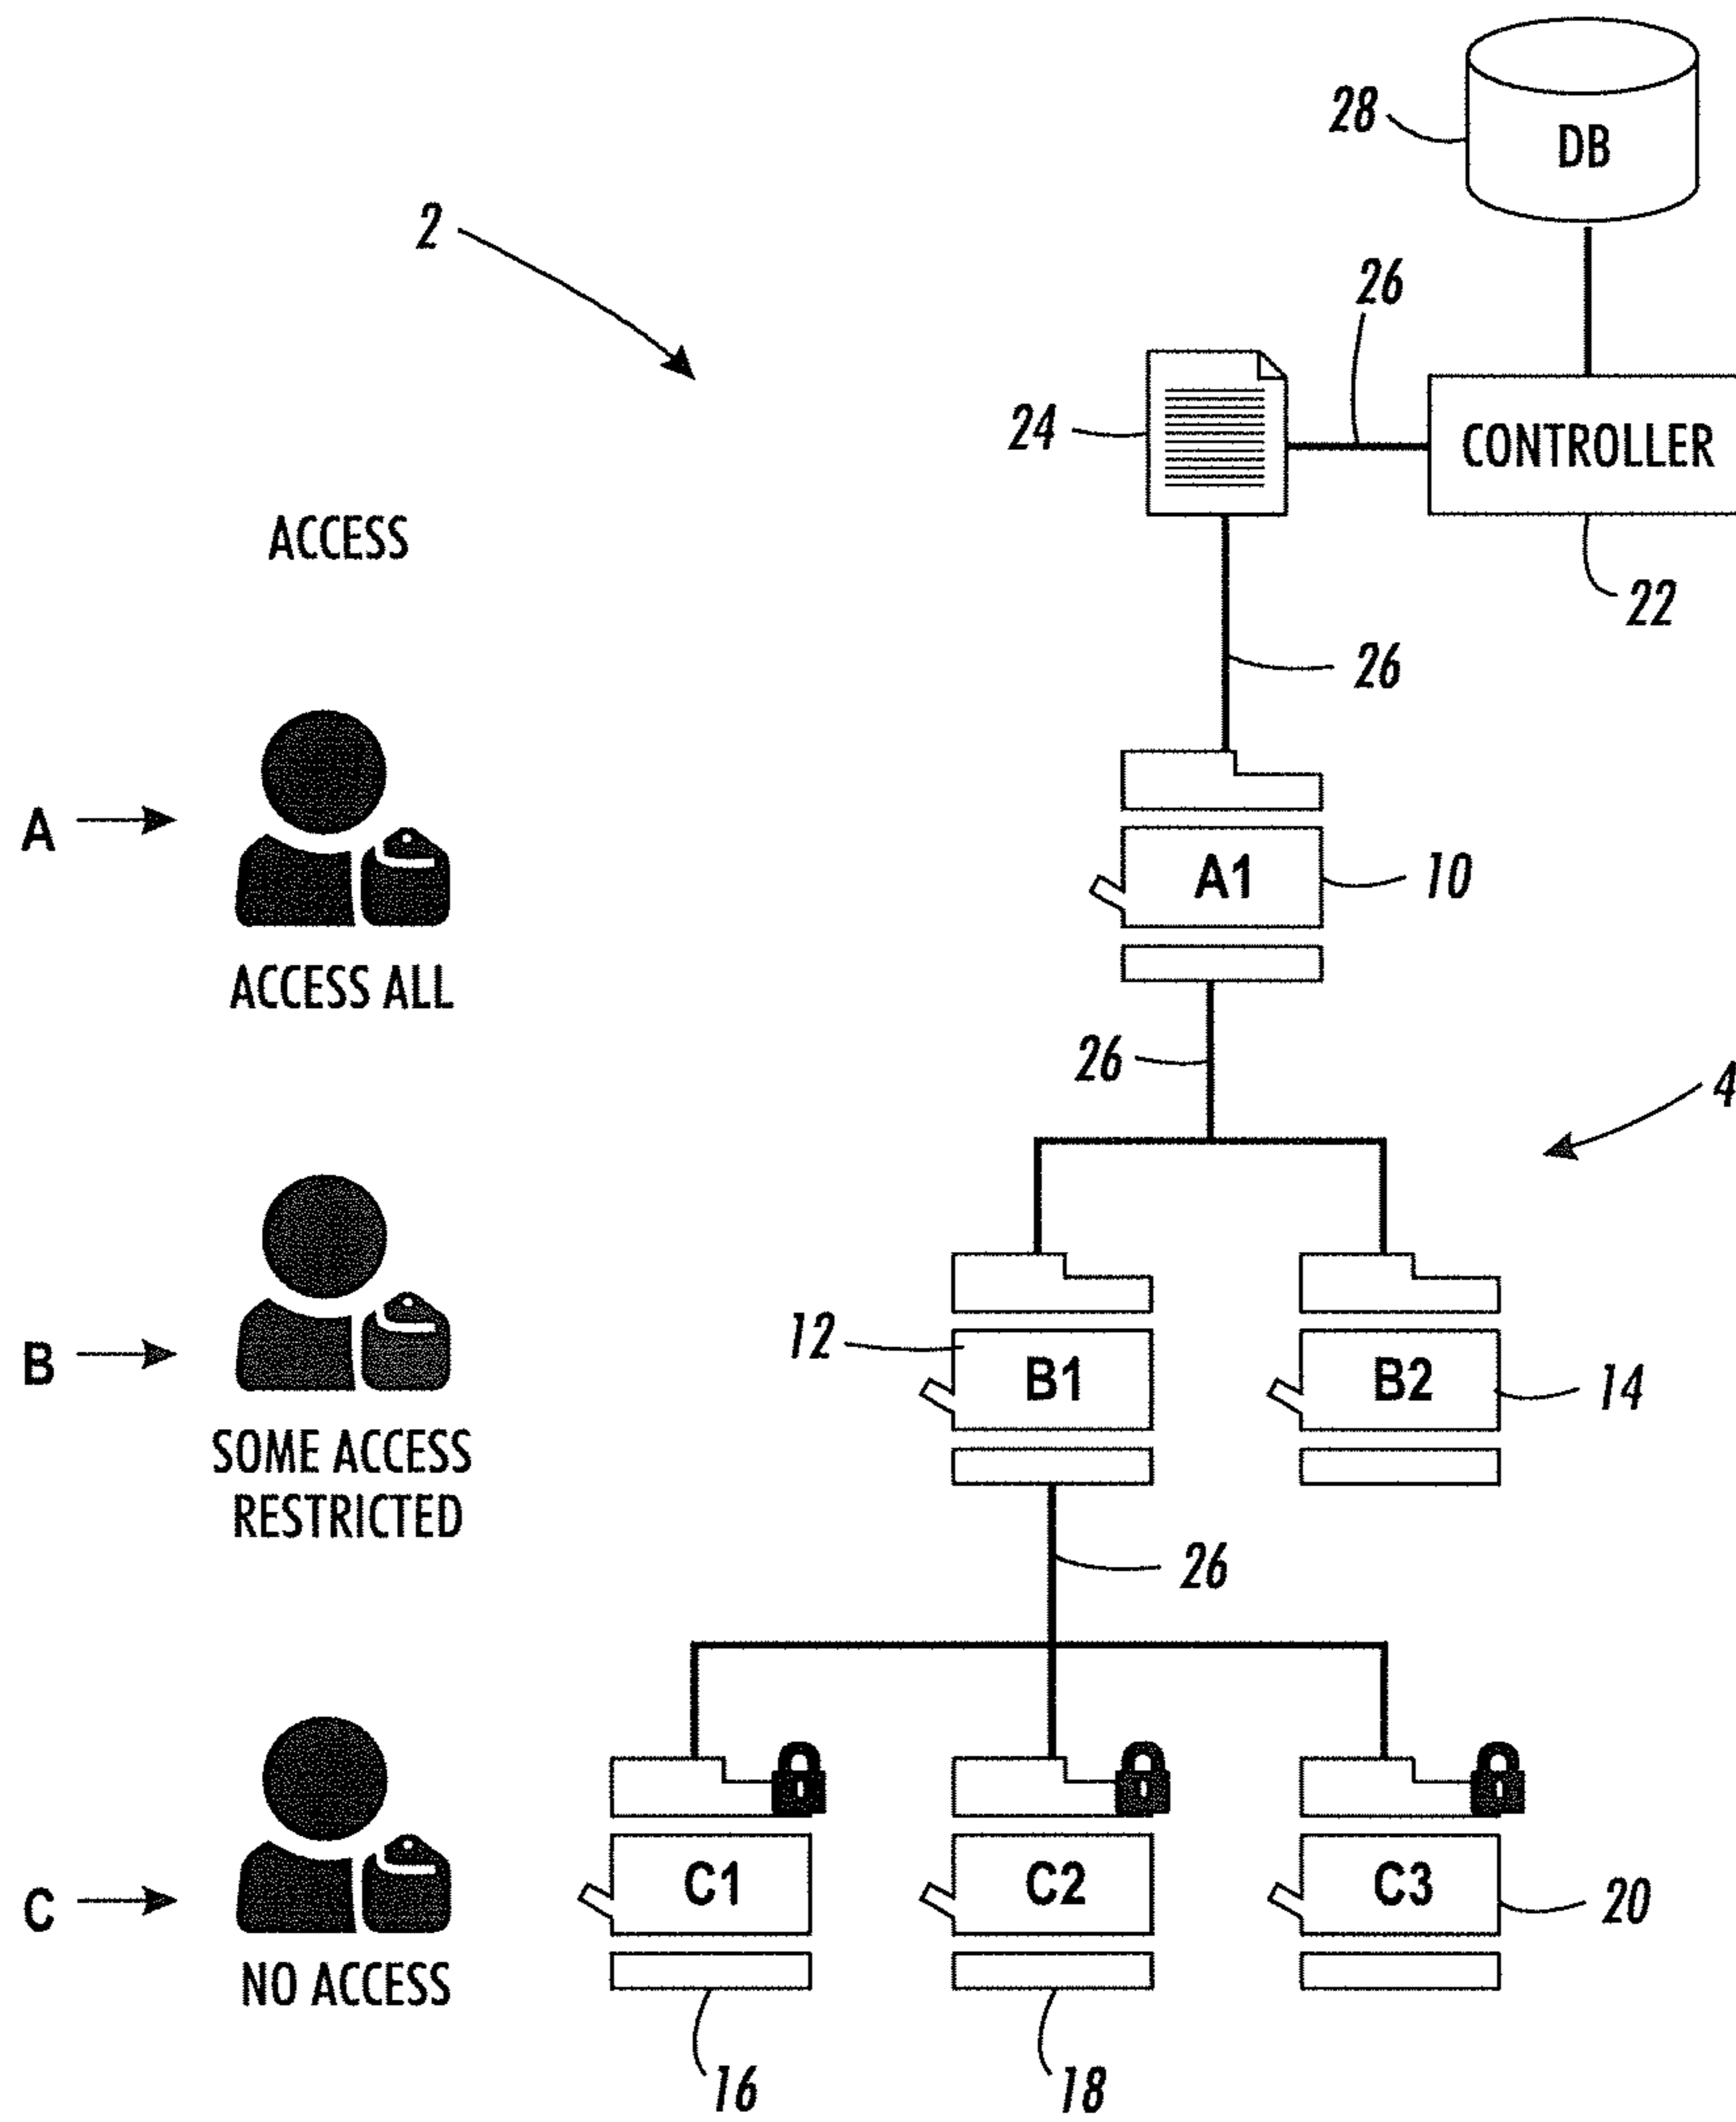 28
DB
2
26
24
CONTROLLER
ACCESS
22
26
A
A1
10
ACCESS ALL
26
4
12
B1
B2
14
B
SOME ACCESS
RESTRICTED
26
C
C1
C2
C3
20
NO ACCESS
16
18